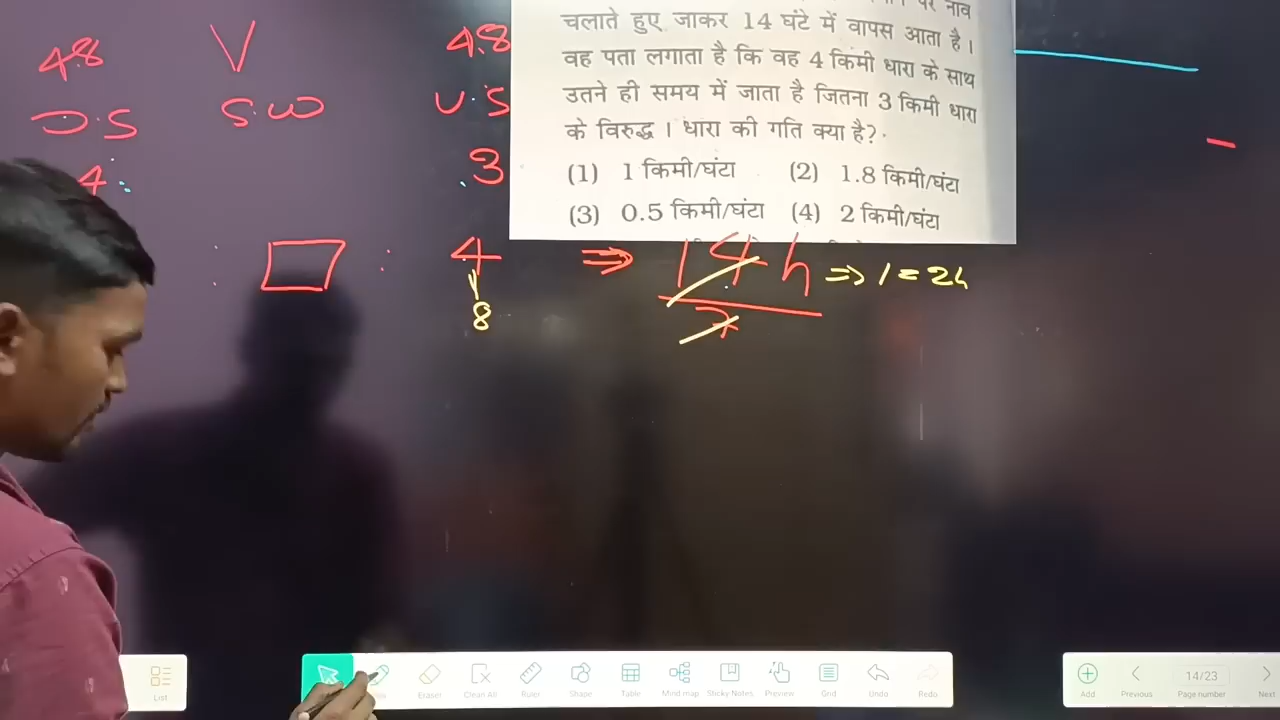 पर नाव
चलाते हुए जाकर 14 घंटे में वापस आता है।
वह पता लगाता है कि वह 4 किमी धारा के साथ
उतने ही समय में जाता है जितना 3 किमी धारा
के विरुद्ध। धारा की गति क्या है?
(1) 1 किमी/घंटा (2) 1.8 किमी/घंटा
(3) 0.5 किमी/घंटा (4) 2 किमी/घंटा
48 V 48
D.S S.W U.S
4 : 3
: □ : 4 ⇒ 14h/7 ⇒ 1 = 2h
8
List
Eraser
Clean All
Ruler
Shape
Table
Mind map
Sticky Notes
Preview
Grid
Undo
Redo
14/23
Add
Previous
Page number
Next